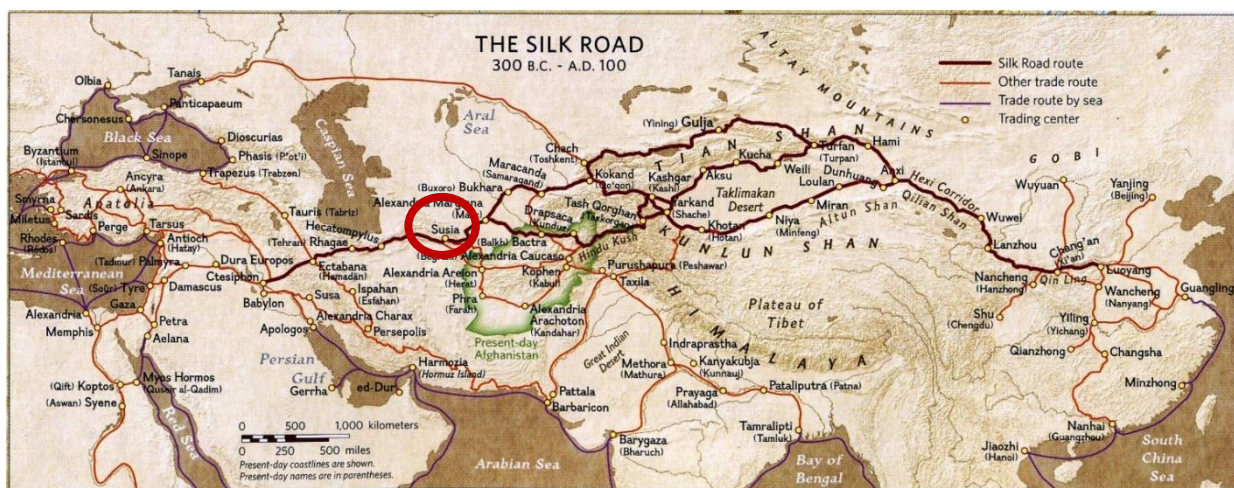 THE SILK ROAD
300 B.C. - A.D. 100
Silk Road route
Other trade route
Trade route by sea
Trading center
ALTAY MOUNTAINS
GOBI
Olbia
Tanais
Panticapaeum
Chersonesus
Black Sea
Dioscurias
Phasis (P'ot'i)
Byzantium
(Istanbul)
Sinope
Trapezus (Trabzen)
Caspian Sea
Aral
Sea
Ancyra
(Ankara)
Anatolia
Smyrna
Sardis
Miletus
Perge
Tarsus
Rhodes
(Ródos)
Antioch
(Hatay)
Tauris (Tabriz)
Hecatompylus
(Tehran) Rhagae
Mediterranean
Sea
(Tadmur) Palmyra
Dura Europos
(Soûr) Tyre
Damascus
Ctesiphon
Babylon
Ectabana
(Hamadan)
Susa
Ispahan
(Esfahan)
Alexandria Charax
Apologos
Persepolis
Gaza
Alexandria
Memphis
Petra
Aelana
Persian
Gulf
Gerrha
ed-Dur
Harmozia
(Hormuz Island)
(Qift) Koptos
Myos Hormos
(Quseir al-Qadim)
(Aswan) Syene
Red Sea
0 500 1,000 kilometers
0 250 500 miles
Present-day coastlines are shown.
Present-day names are in parentheses.
Chach
(Toshkent)
Maracanda
(Samaraqand)
(Buxoro) Bukhara
Susia
Drapsaca
(Kunduz)
(Balkh) Bactra
Alexandria Caucaso
Hindu Kush
Alexandria Areion
(Herat)
Kophen
(Kabul)
Phra
(Farah)
Alexandria
Arachoton
(Kandahar)
Present-day
Afghanistan
Purushapura (Peshawar)
Taxila
Kokand
(Qo'qon)
Tash Qorghan
Kashgar
(Kashi)
Yarkand
(Shache)
(Yining) Gulja
TIAN SHAN
Aksu
Kucha
Weili
Turfan
(Turpan)
Hami
Taklimakan
Desert
Loulan
Dunhuang
Anxi
Hexi Corridor
Miran
Altun Shan
Qilian Shan
Khotan
(Hotan)
Niya
(Minfeng)
KUNLUN SHAN
Plateau of
Tibet
HIMALAYA
Great Indian
Desert
Indraprastha
Methora
(Mathura)
Kanyakubja
(Kunnauj)
Prayaga
(Allahabad)
Pataliputra (Patna)
Tamralipti
(Tamluk)
Pattala
Barbaricon
Barygaza
(Bharuch)
Arabian Sea
Bay of
Bengal
Wuyuan
Yanjing
(Beijing)
Wuwei
Lanzhou
Chang'an
(Xi'an)
Luoyang
Qin Ling
Nancheng
(Hanzhong)
Wancheng
(Nanyang)
Guangling
Shu
(Chengdu)
Yiling
(Yichang)
Qianzhong
Changsha
Minzhong
Nanhai
(Guangzhou)
Jiaozhi
(Hanoi)
South
China
Sea